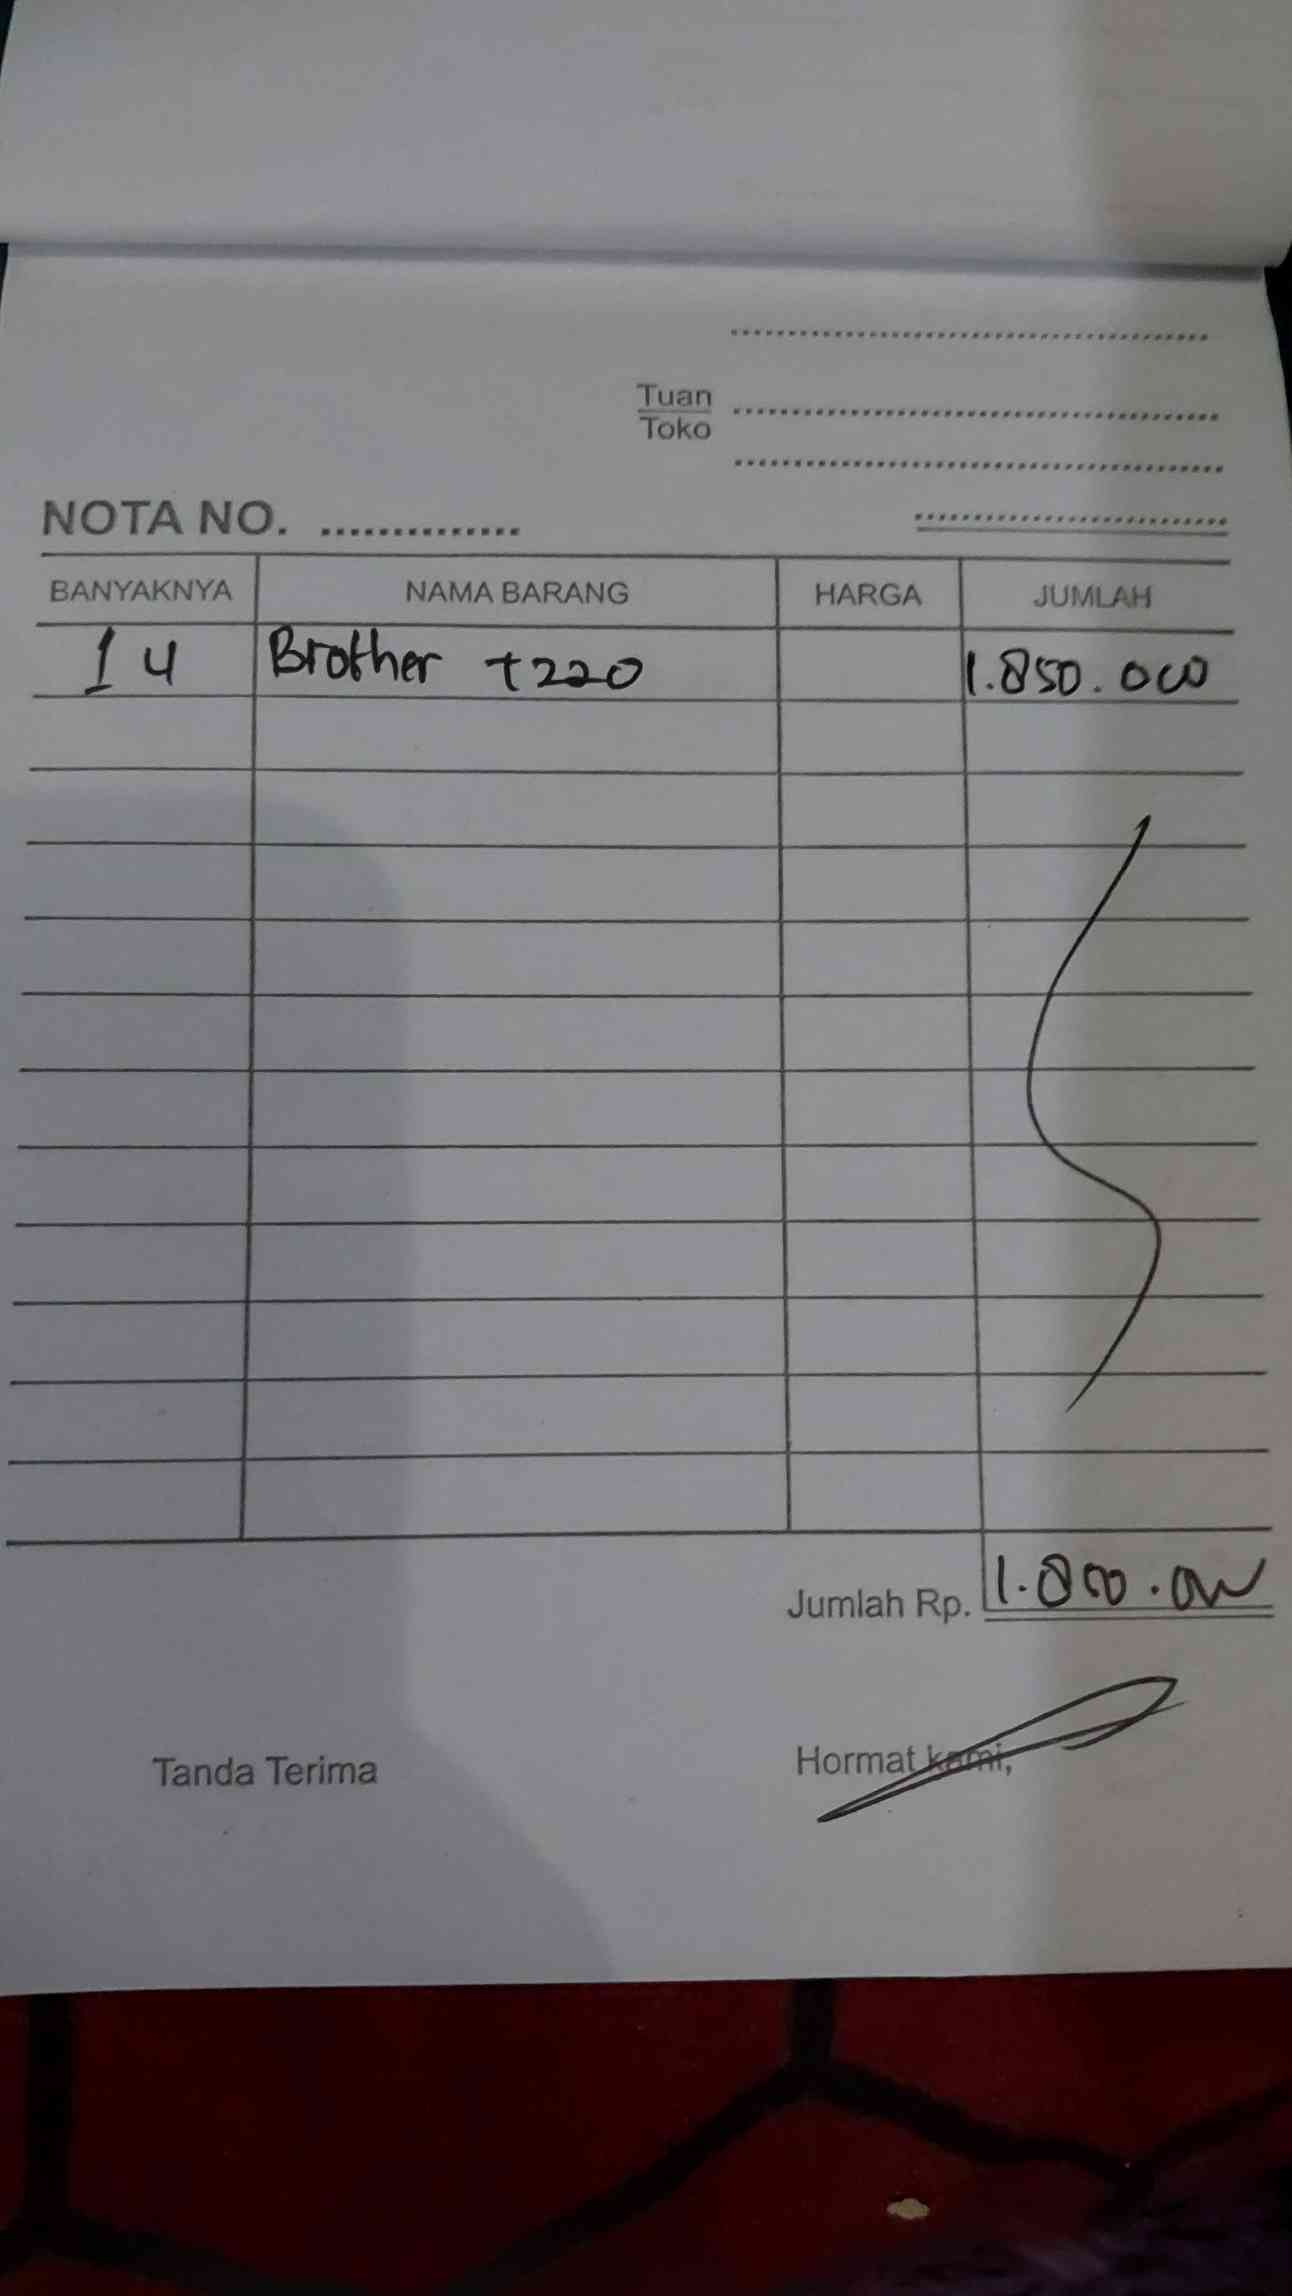 Tuan
Toko
NOTA NO.
BANYAKNYA NAMA BARANG HARGA JUMLAH
1 u Brother t220 1.850.000
Jumlah Rp.
Tanda Terima Hormat kami,